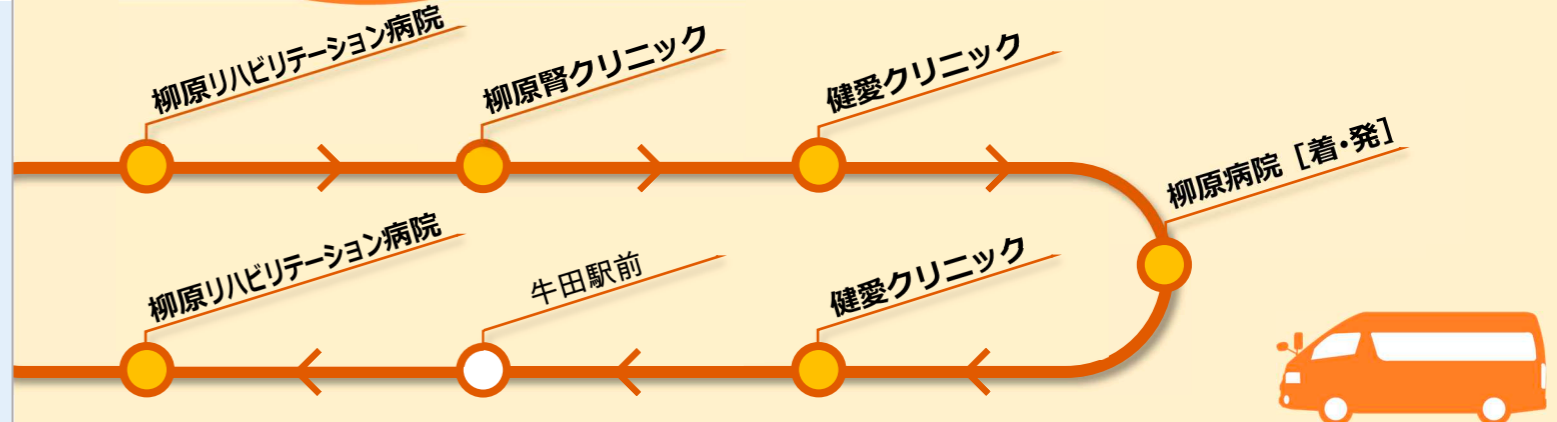 柳原リハビリテーション病院
柳原腎クリニック
健愛クリニック
柳原病院［着・発］
柳原リハビリテーション病院
牛田駅前
健愛クリニック